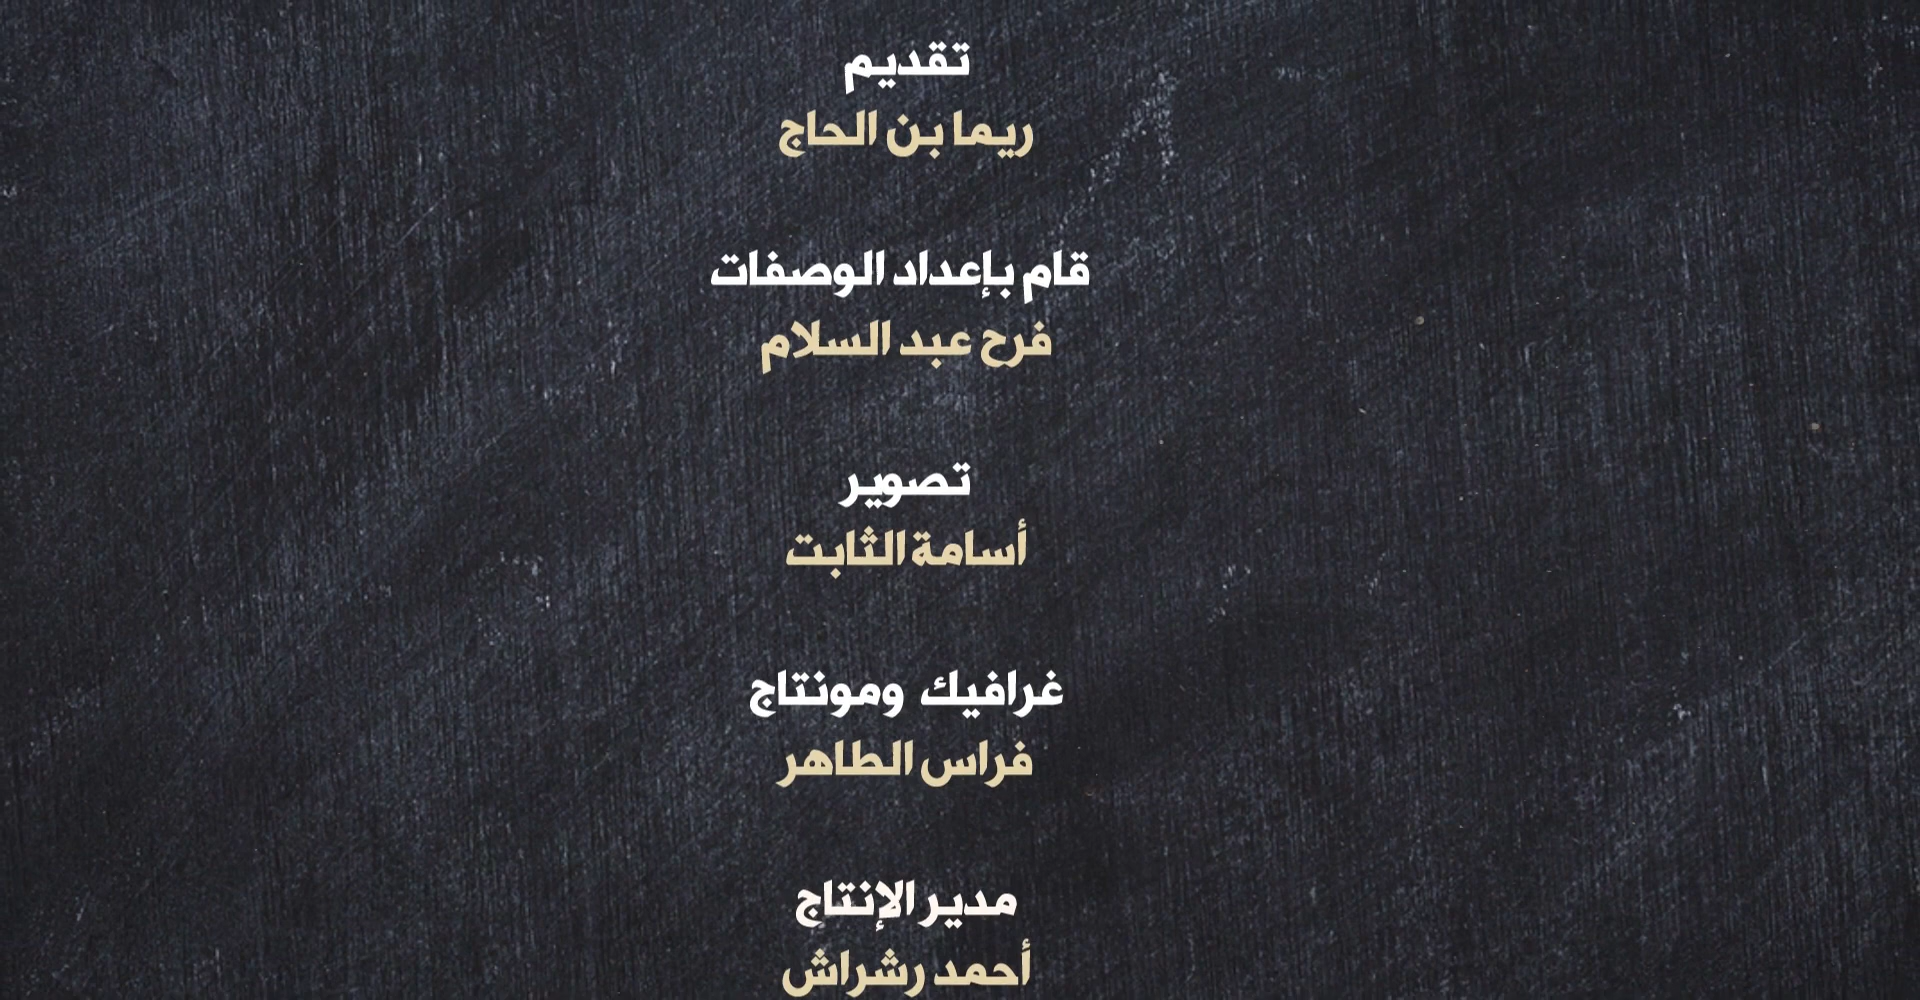 تقديم
ريما بن الحاج
قام بإعداد الوصفات
فرح عبد السلام
تصوير
أسامة الثابت
غرافيك ومونتاج
فراس الطاهر
مدير الإنتاج
أحمد رشراش